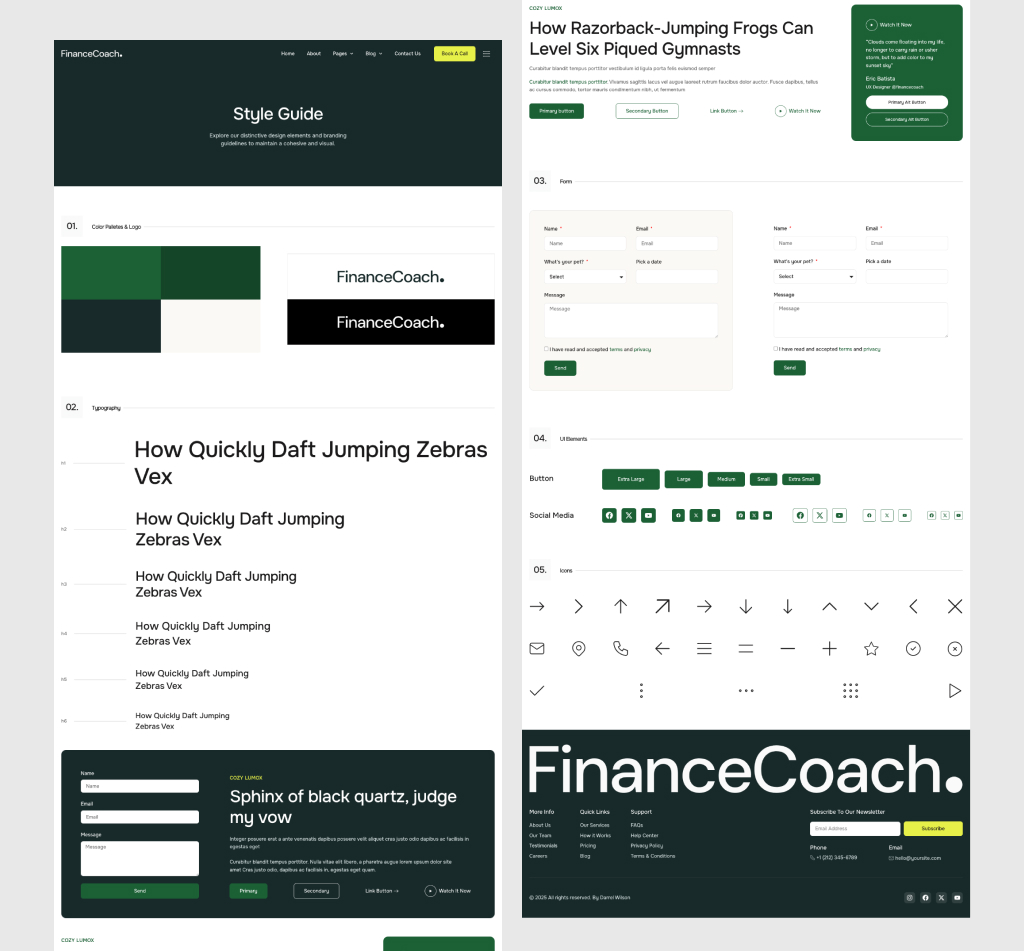 FinanceCoach.
Home
About
Pages
Blog
Contact Us
Book A Call
Style Guide
Explore our distinctive design elements and branding
guidelines to maintain a cohesive and visual.
01.
Color Palletes & Logo
FinanceCoach.
FinanceCoach.
02.
Typography
h1
How Quickly Daft Jumping Zebras
Vex
h2
How Quickly Daft Jumping
Zebras Vex
h3
How Quickly Daft Jumping
Zebras Vex
h4
How Quickly Daft Jumping
Zebras Vex
h5
How Quickly Daft Jumping
Zebras Vex
h6
How Quickly Daft Jumping
Zebras Vex
Name
Name
Email
Email
Message
Message
Send
COZY LUMOX
Sphinx of black quartz, judge
my vow
Integer posuere erat a ante venenatis dapibus posuere velit aliquet cras justo odio dapibus ac facilisis in
egestas eget
Curabitur blandit tempus porttitor. Nulla vitae elit libero, a pharetra augue lorem upsum dolor sita
amet Cras justo odio, dapibus ac facilisis in, egestas eget quam.
Primary
Secondary
Link Button →
Watch It Now
COZY LUMOX
COZY LUMOX
How Razorback-Jumping Frogs Can
Level Six Piqued Gymnasts
Curabitur blandit tempus porttitor vestibulum id ligula porta felis euismod semper
Curabitur blandit tempus porttitor. Vivamus sagittis lacus vel augue laoreet rutrum faucibus dolor auctor. Fusce dapibus, tellus
ac cursus commodo, tortor mauris condimentum nibh, ut fermentum
Primary button
Secondary Button
Link Button →
Watch It Now
Watch It Now
"Clouds come floating into my life,
no longer to carry rain or usher
storm, but to add color to my
sunset sky"
Eric Batista
UX Designer @financecoach
Primary Alt Button
Secondary Alt Button
03.
Form
Name *
Email *
Name
Email
What's your pet? *
Pick a date
Select
Message
Message
I have read and accepted terms and privacy
Send
Name *
Email *
Name
Email
What's your pet? *
Pick a date
Select
Message
Message
I have read and accepted terms and privacy
Send
04.
UI Elements
Button
Extra Large
Large
Medium
Small
Extra Small
Social Media
05.
Icons
FinanceCoach.
More Info
About Us
Our Team
Testimonials
Careers
Quick Links
Our Services
How it Works
Pricing
Blog
Support
FAQs
Help Center
Privacy Policy
Terms & Conditions
Subscribe To Our Newsletter
Email Address
Subscribe
Phone
+1 (212) 345-6789
Email
hello@yoursite.com
© 2025 All rights reserved. By Darrel Wilson